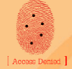 [ Access Denied ]